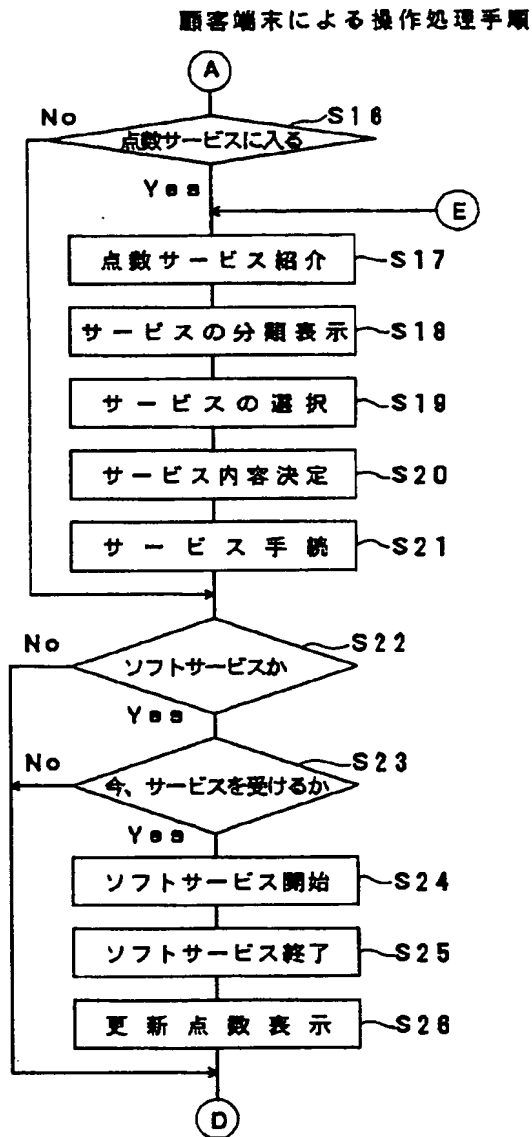 顧客端末による操作処理手順
A
No
S16
点数サービスに入る
Yes
E
点数サービス紹介
S17
サービスの分類表示
S18
サービスの選択
S19
サービス内容決定
S20
サービス手続
S21
No
S22
ソフトサービスか
Yes
No
S23
今、サービスを受けるか
Yes
ソフトサービス開始
S24
ソフトサービス終了
S25
更新点数表示
S26
D